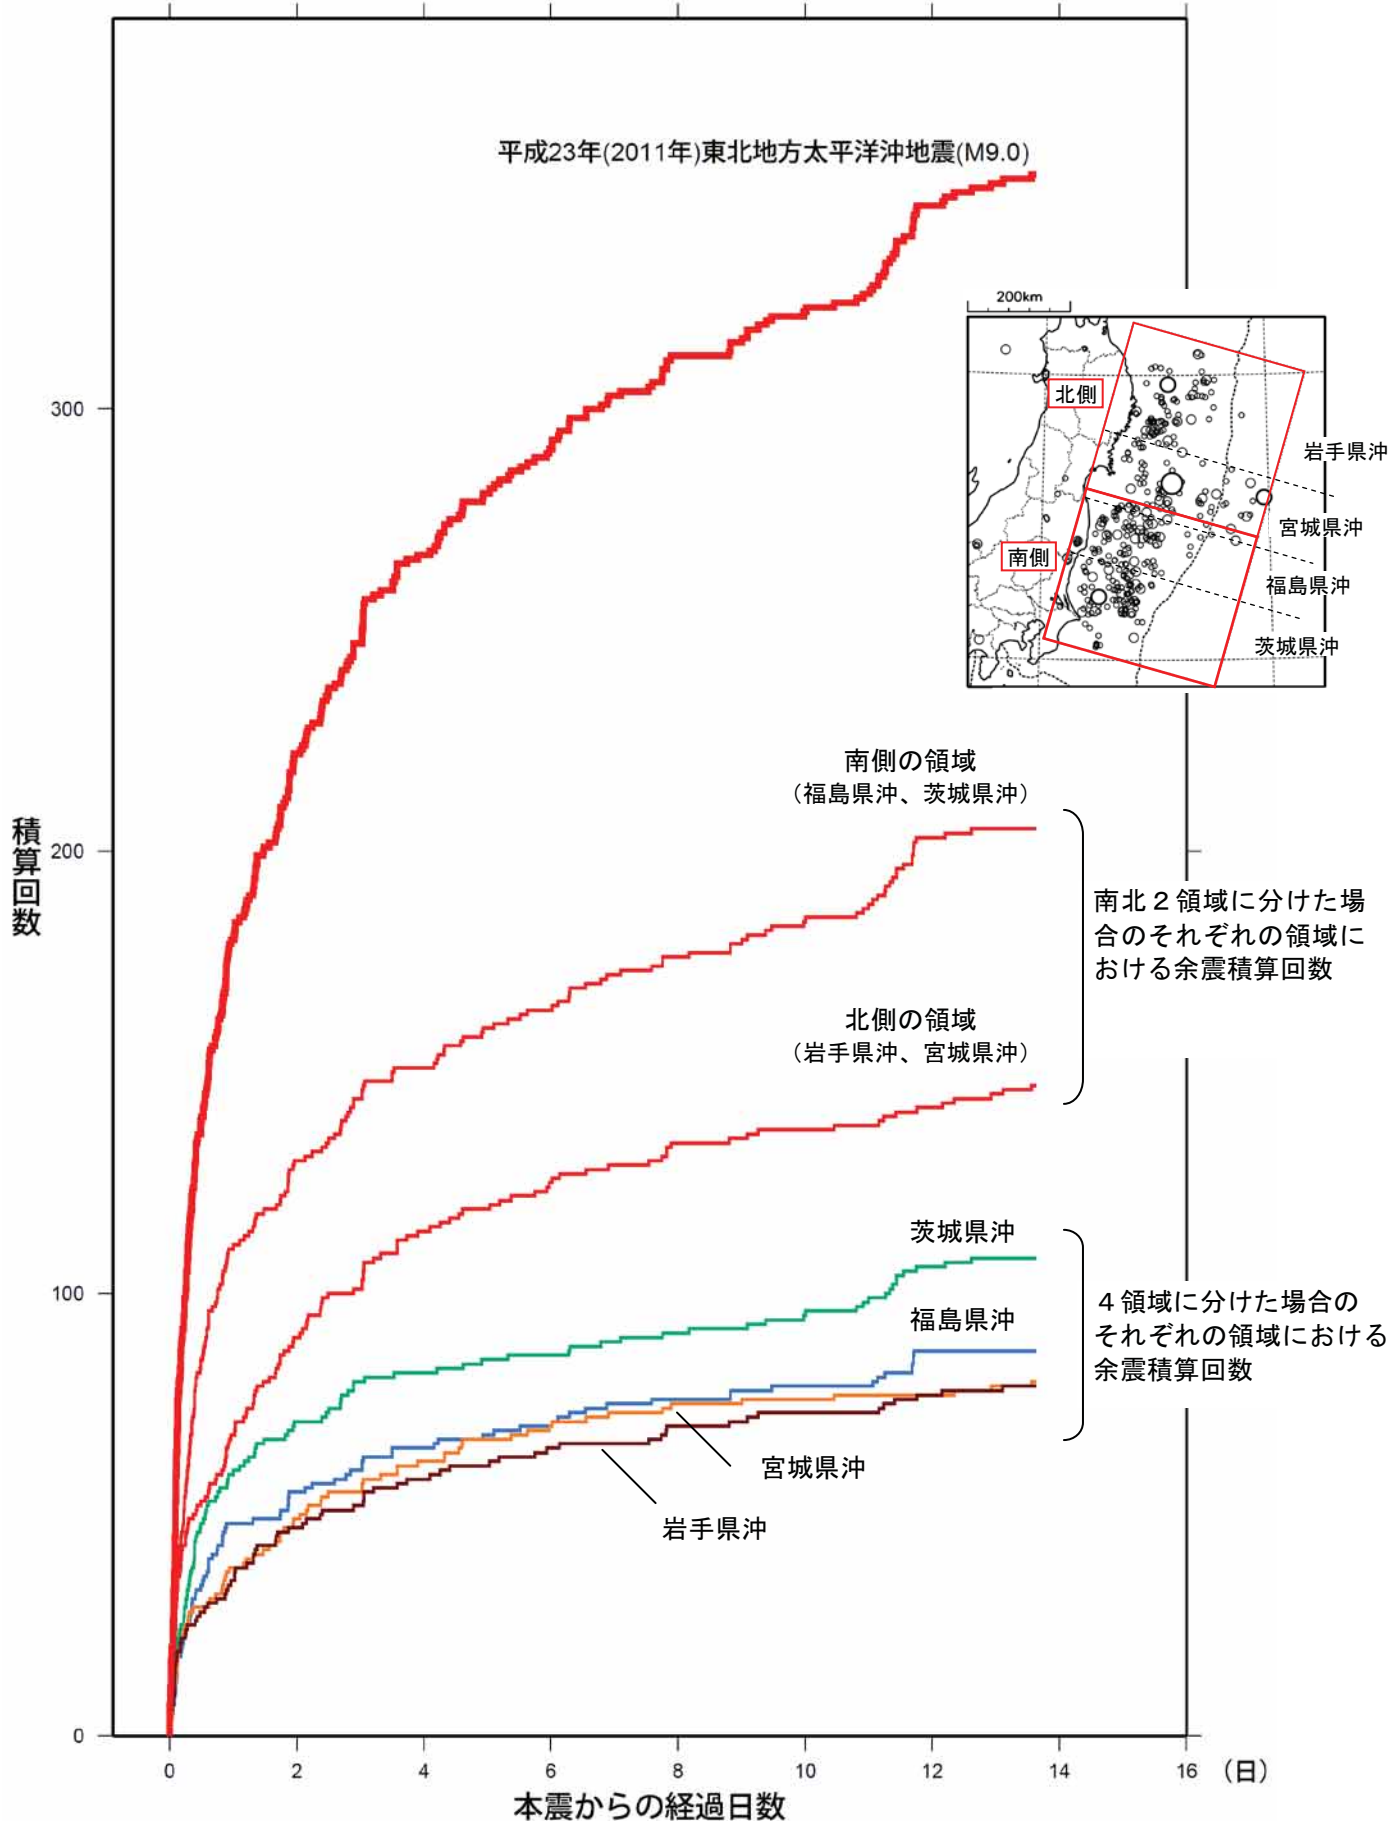 平成23年(2011年)東北地方太平洋沖地震(M9.0)
300
200km
北側
岩手県沖
宮城県沖
南側
福島県沖
茨城県沖
南側の領域
（福島県沖、茨城県沖）
積算回数
200
南北２領域に分けた場
合のそれぞれの領域に
おける余震積算回数
北側の領域
（岩手県沖、宮城県沖）
茨城県沖
100
福島県沖
４領域に分けた場合の
それぞれの領域における
余震積算回数
宮城県沖
岩手県沖
0
0 2 4 6 8 10 12 14 16 （日）
本震からの経過日数